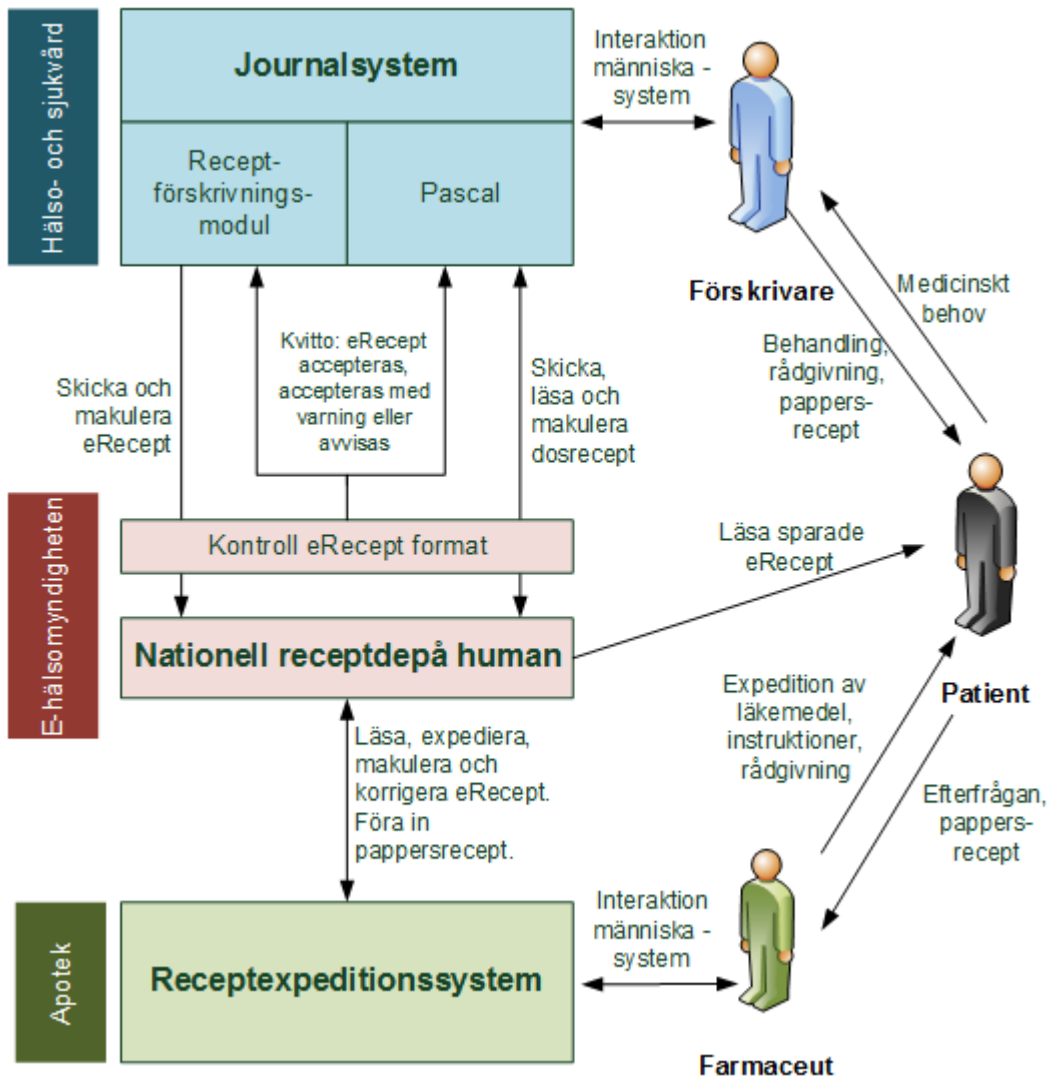 Hälso- och sjukvård
Journalsystem
Recept-
förskrivnings-
modul
Pascal
Interaktion
människa -
system
Förskrivare
Medicinskt
behov
Behandling,
rådgivning,
pappers-
recept
Skicka och
makulera
eRecept
Kvitto: eRecept
accepteras,
accepteras med
varning eller
avvisas
Skicka,
läsa och
makulera
dosrecept
E-hälsomyndigheten
Kontroll eRecept format
Nationell receptdepå human
Läsa sparade
eRecept
Patient
Läsa, expediera,
makulera och
korrigera eRecept.
Föra in
pappersrecept.
Expedition av
läkemedel,
instruktioner,
rådgivning
Efterfrågan,
pappers-
recept
Apotek
Receptexpeditionssystem
Interaktion
människa -
system
Farmaceut